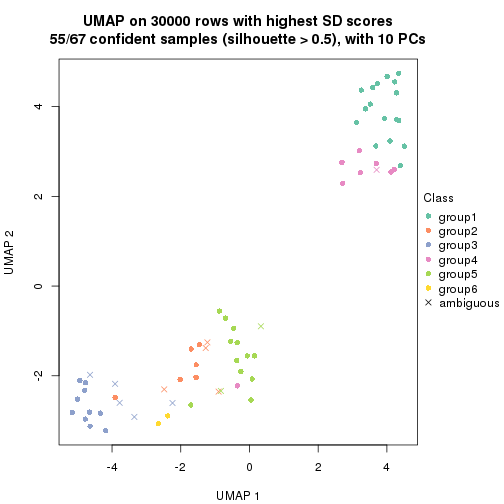 UMAP on 30000 rows with highest SD scores
55/67 confident samples (silhouette > 0.5), with 10 PCs
4
2
0
-2
UMAP 2
-4
-2
0
2
4
UMAP 1
Class
group1
group2
group3
group4
group5
group6
ambiguous